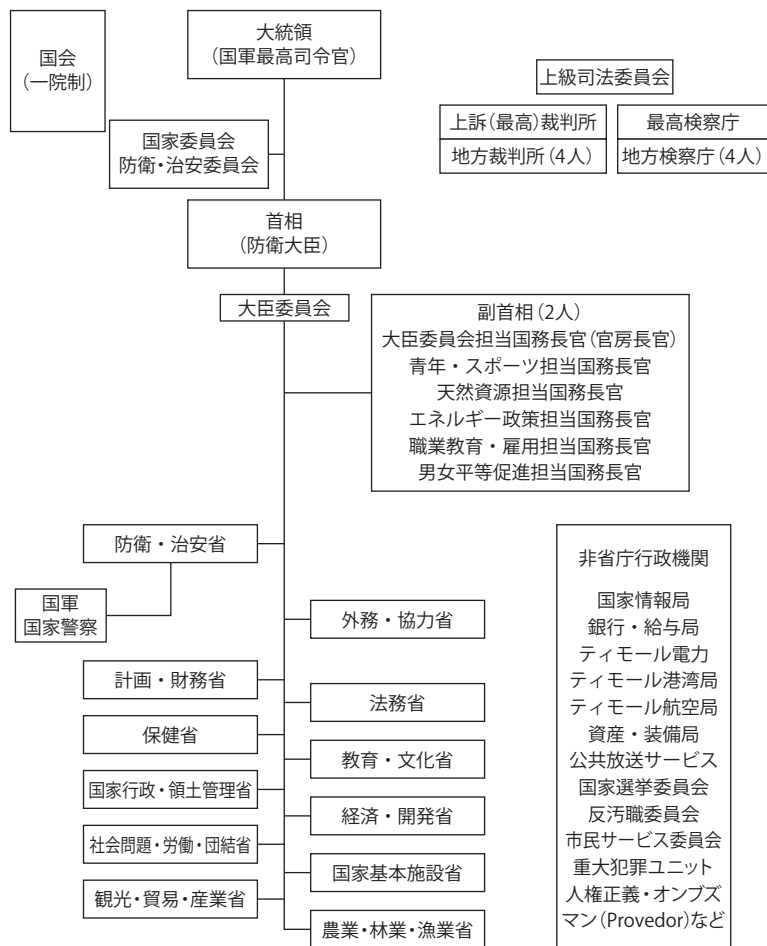 国会
(一院制)
大統領
(国軍最高司令官)
上級司法委員会
上訴(最高)裁判所
最高検察庁
地方裁判所(4人)
地方検察庁(4人)
国家委員会
防衛・治安委員会
首相
(防衛大臣)
大臣委員会
副首相(2人)
大臣委員会担当国務長官(官房長官)
青年・スポーツ担当国務長官
天然資源担当国務長官
エネルギー政策担当国務長官
職業教育・雇用担当国務長官
男女平等促進担当国務長官
防衛・治安省
国軍
国家警察
外務・協力省
計画・財務省
法務省
保健省
教育・文化省
国家行政・領土管理省
経済・開発省
社会問題・労働・団結省
国家基本施設省
観光・貿易・産業省
農業・林業・漁業省
非省庁行政機関
国家情報局
銀行・給与局
ティモール電力
ティモール港湾局
ティモール航空局
資産・装備局
公共放送サービス
国家選挙委員会
反汚職委員会
市民サービス委員会
重大犯罪ユニット
人権正義・オンブズ
マン(Provedor)など